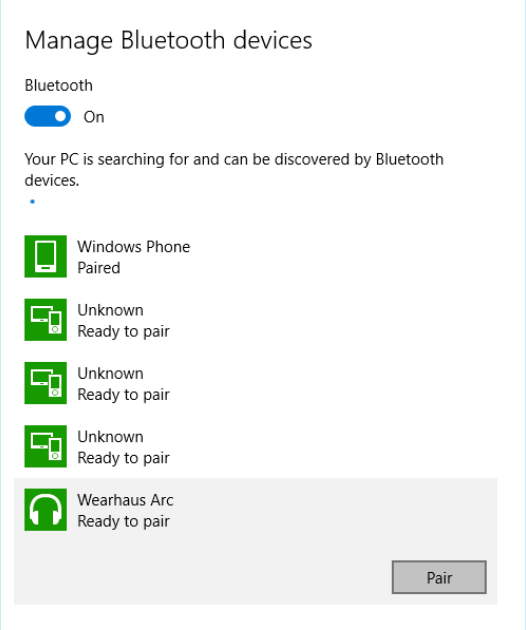 Manage Bluetooth devices
Bluetooth
On
Your PC is searching for and can be discovered by Bluetooth
devices.
Windows Phone
Paired
Unknown
Ready to pair
Unknown
Ready to pair
Unknown
Ready to pair
Wearhaus Arc
Ready to pair
Pair